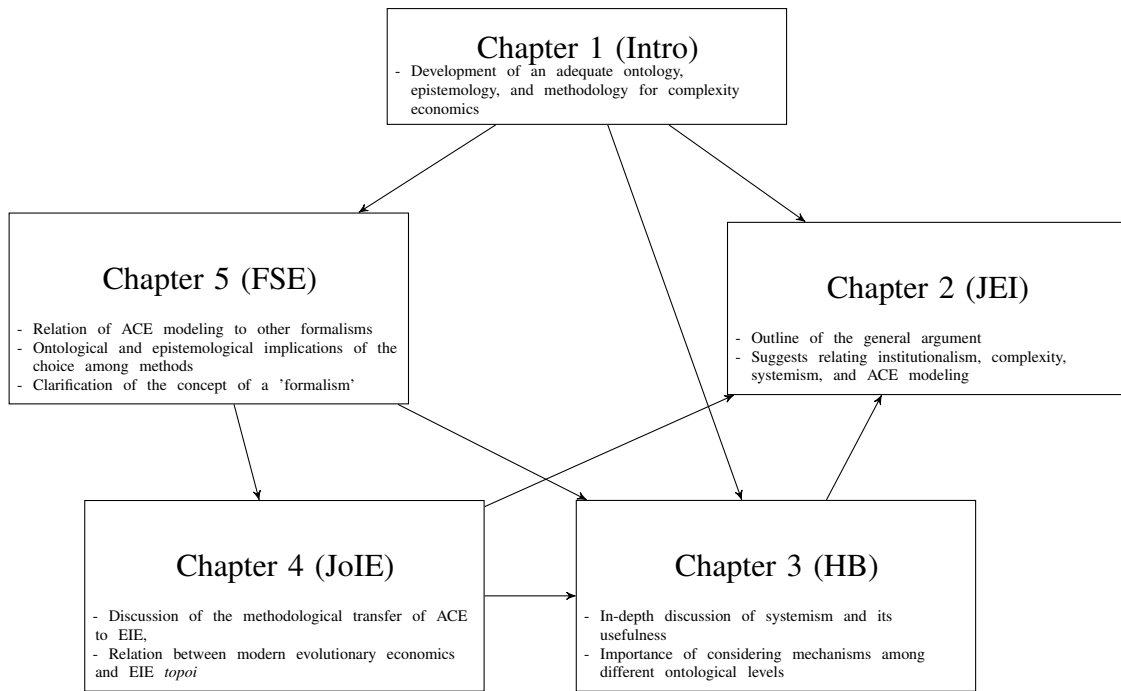 Chapter 1 (Intro)
- Development of an adequate ontology,
epistemology, and methodology for complexity
economics
Chapter 5 (FSE)
- Relation of ACE modeling to other formalisms
- Ontological and epistemological implications of the
choice among methods
- Clarification of the concept of a 'formalism'
Chapter 2 (JEI)
- Outline of the general argument
- Suggests relating institutionalism, complexity,
systemism, and ACE modeling
Chapter 4 (JoIE)
- Discussion of the methodological transfer of ACE
to EIE,
- Relation between modern evolutionary economics
and EIE topoi
Chapter 3 (HB)
- In-depth discussion of systemism and its
usefulness
- Importance of considering mechanisms among
different ontological levels